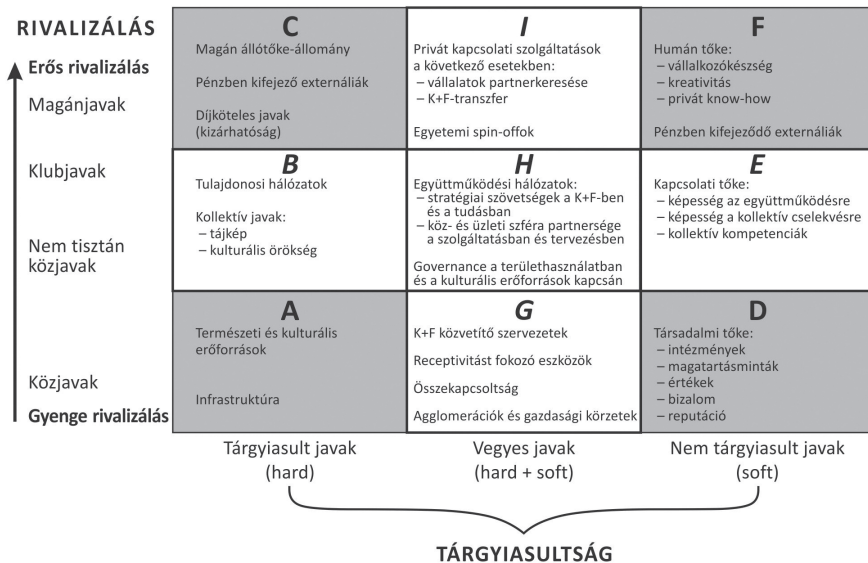 RIVALIZÁLÁS
Erős rivalizálás
Magánjavak
Klubjavak
Nem tisztán
közjavak
Közjavak
Gyenge rivalizálás
C
Magán állótőke-állomány
Pénzben kifejező externáliák
Díjköteles javak
(kizárhatóság)
I
Privát kapcsolati szolgáltatások
a következő esetekben:
– vállalatok partnerkeresése
– K+F-transzfer
Egyetemi spin-offok
F
Humán tőke:
– vállalkozókészség
– kreativitás
– privát know-how
Pénzben kifejeződő externáliák
B
Tulajdonosi hálózatok
Kollektív javak:
– tájkép
– kulturális örökség
H
Együttműködési hálózatok:
– stratégiai szövetségek a K+F-ben
és a tudásban
– köz- és üzleti szféra partnersége
a szolgáltatásban és tervezésben
Governance a területhasználatban
és a kulturális erőforrások kapcsán
E
Kapcsolati tőke:
– képesség az együttműködésre
– képesség a kollektív cselekvésre
– kollektív kompetenciák
A
Természeti és kulturális
erőforrások
Infrastruktúra
G
K+F közvetítő szervezetek
Receptivitást fokozó eszközök
Összekapcsoltság
Agglomerációk és gazdasági körzetek
D
Társadalmi tőke:
– intézmények
– magatartásminták
– értékek
– bizalom
– reputáció
Tárgyiasult javak
(hard)
Vegyes javak
(hard + soft)
Nem tárgyiasult javak
(soft)
TÁRGYIASULTSÁG